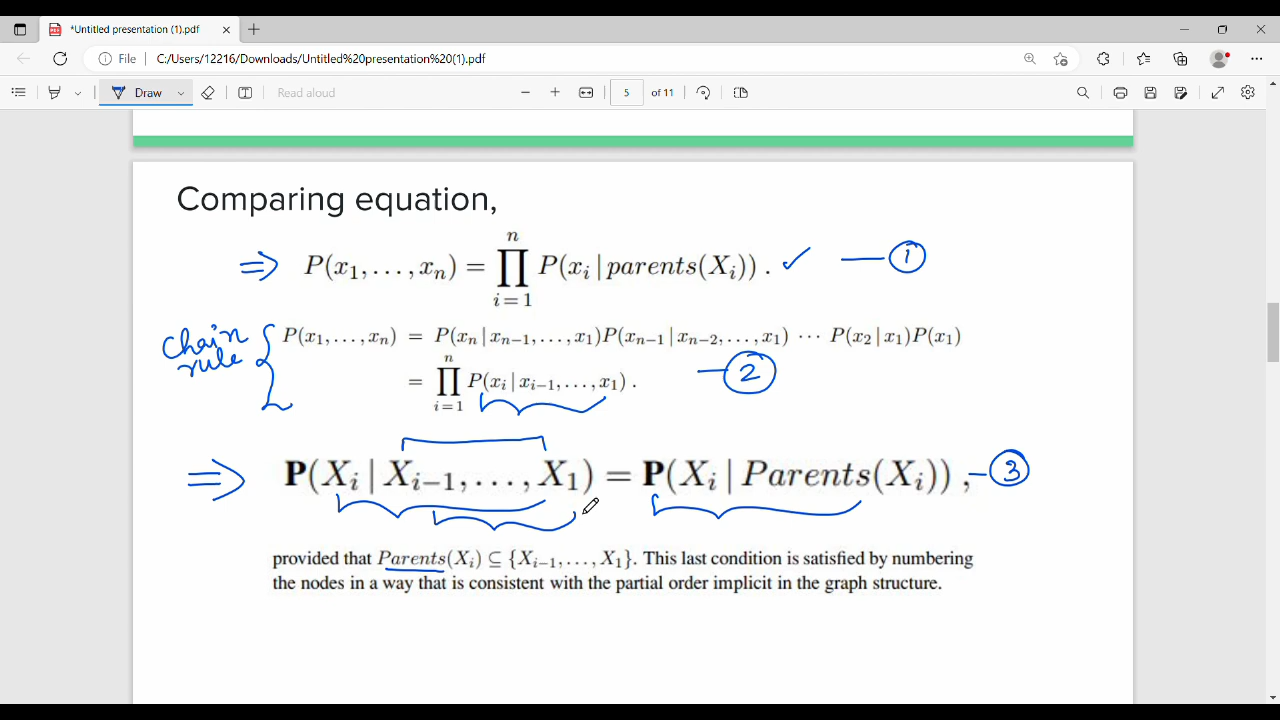 *Untitled presentation (1).pdf
File | C:/Users/12216/Downloads/Untitled%20presentation%20(1).pdf
Draw Read aloud 5 of 11
Comparing equation,
⇒ P(x₁, . . . , xₙ) = ∏ⁿᵢ₌₁ P(xᵢ | parents(Xᵢ)) . ✓ — ①
chain rule { P(x₁, . . . , xₙ) = P(xₙ | xₙ₋₁, . . . , x₁)P(xₙ₋₁ | xₙ₋₂, . . . , x₁) ··· P(x₂ | x₁)P(x₁)
= ∏ⁿᵢ₌₁ P(xᵢ | xᵢ₋₁, . . . , x₁) . — ②
⇒ P(Xᵢ | Xᵢ₋₁, . . . , X₁) = P(Xᵢ | Parents(Xᵢ)) , — ③
provided that Parents(Xᵢ) ⊆ {Xᵢ₋₁, . . . , X₁}. This last condition is satisfied by numbering
the nodes in a way that is consistent with the partial order implicit in the graph structure.